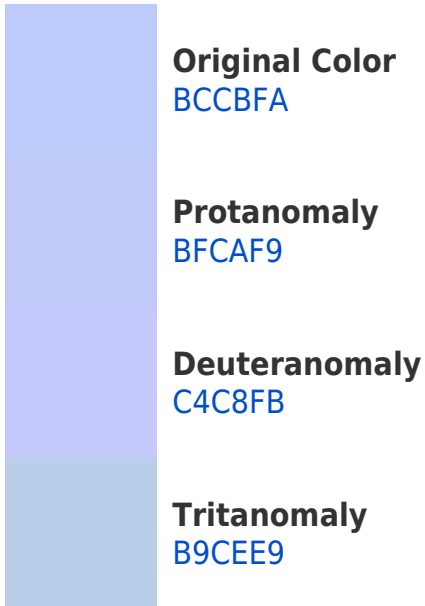 Original Color
BCCBFA
Protanomaly
BFCAF9
Deuteranomaly
C4C8FB
Tritanomaly
B9CEE9